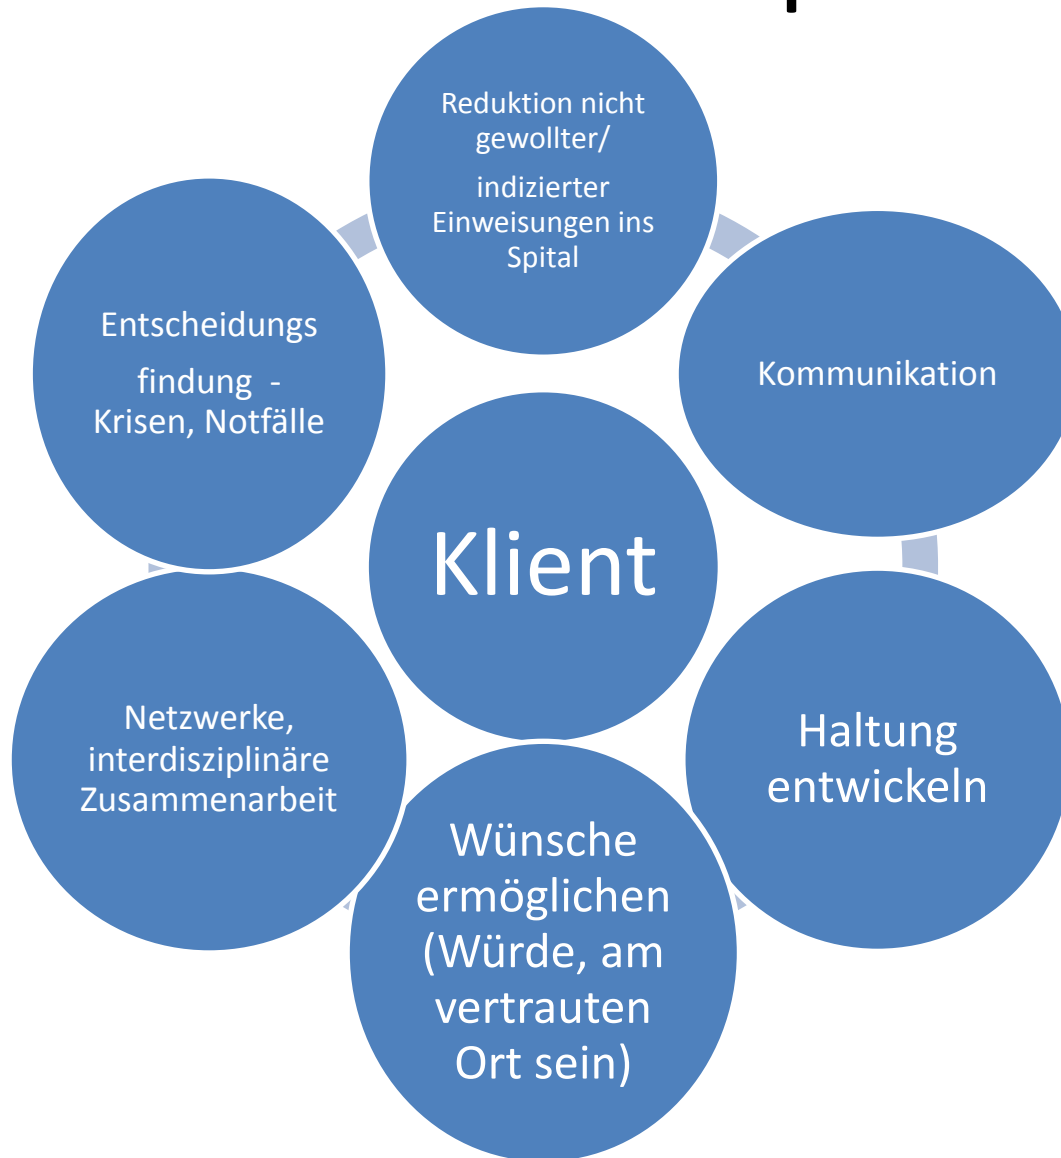 Reduktion nicht
gewollter/
indizierter
Einweisungen ins
Spital
Kommunikation
Haltung
entwickeln
Wünsche
ermöglichen
(Würde, am
vertrauten
Ort sein)
Netzwerke,
interdisziplinäre
Zusammenarbeit
Entscheidungs
findung -
Krisen, Notfälle
Klient